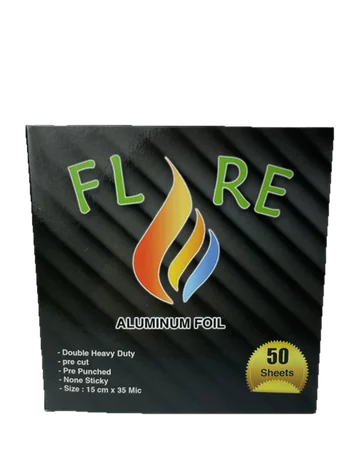 FL RE
ALUMINUM FOIL
- Double Heavy Duty
- pre cut
- Pre Punched
- None Sticky
- Size : 15 cm x 35 Mic
50
Sheets